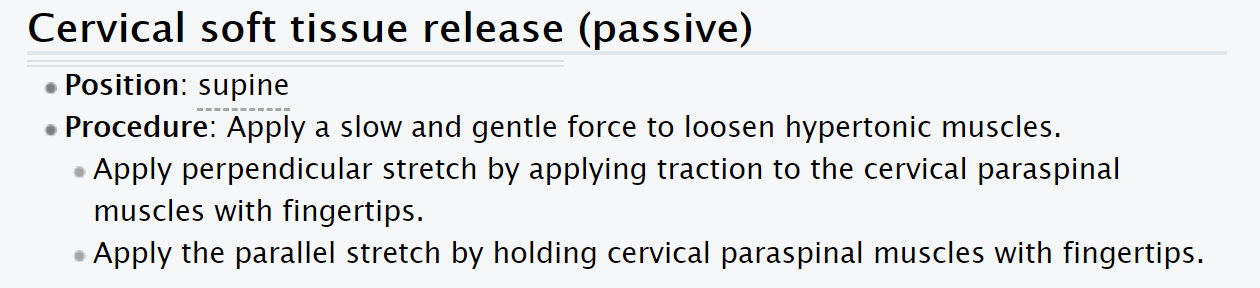 Cervical soft tissue release (passive)
Position: supine
Procedure: Apply a slow and gentle force to loosen hypertonic muscles.
Apply perpendicular stretch by applying traction to the cervical paraspinal
muscles with fingertips.
Apply the parallel stretch by holding cervical paraspinal muscles with fingertips.